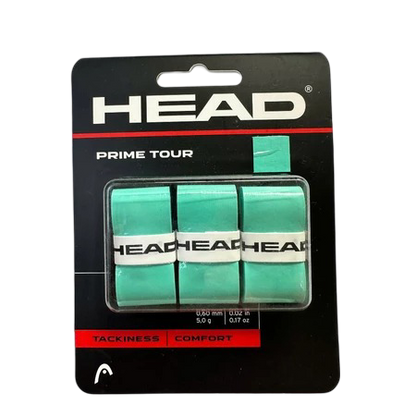 HEAD®
PRIME TOUR
HEAD HEAD HEAD
0,60 mm 0.02 in
5,0 g 0.17 oz
TACKINESS COMFORT